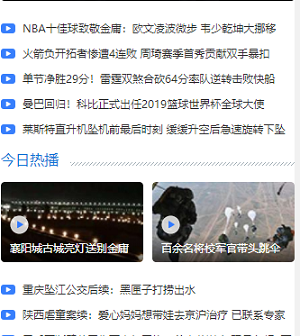 NBA十佳球致敬金庸：欧文凌波微步 韦少乾坤大挪移
火箭负开拓者惨遭4连败 周琦赛季首秀贡献双手暴扣
单节净胜29分！雷霆双煞合砍64分率队逆转击败快船
曼巴回归！科比正式出任2019篮球世界杯全球大使
莱斯特直升机坠机前最后时刻 缓缓升空后急速旋转下坠
今日热播
襄阳城古城亮灯送别金庸
百余名将校军官带头跳伞
重庆坠江公交后续：黑匣子打捞出水
陕西虐童案续：爱心妈妈想带娃去京沪治疗 已联系专家